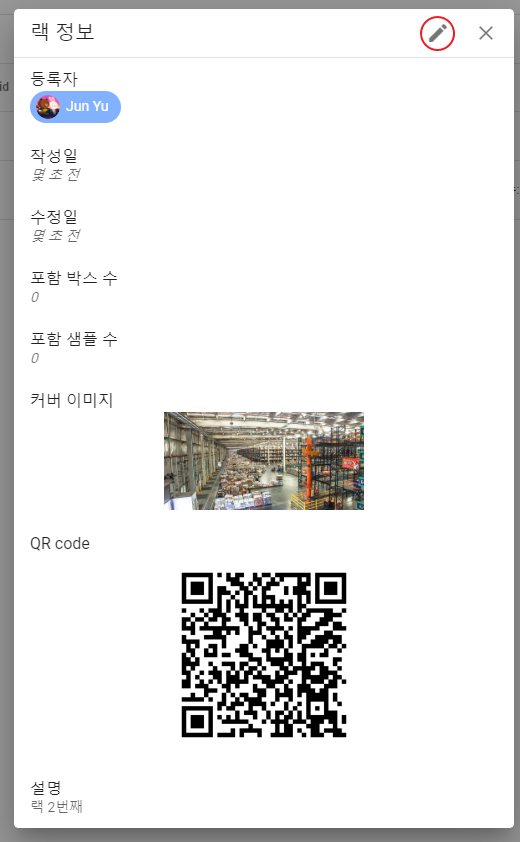 랙 정보
id
등록자
Jun Yu
작성일
몇 초 전
수정일
몇 초 전
포함 박스 수
0
포함 샘플 수
0
커버 이미지
QR code
설명
랙 2번째